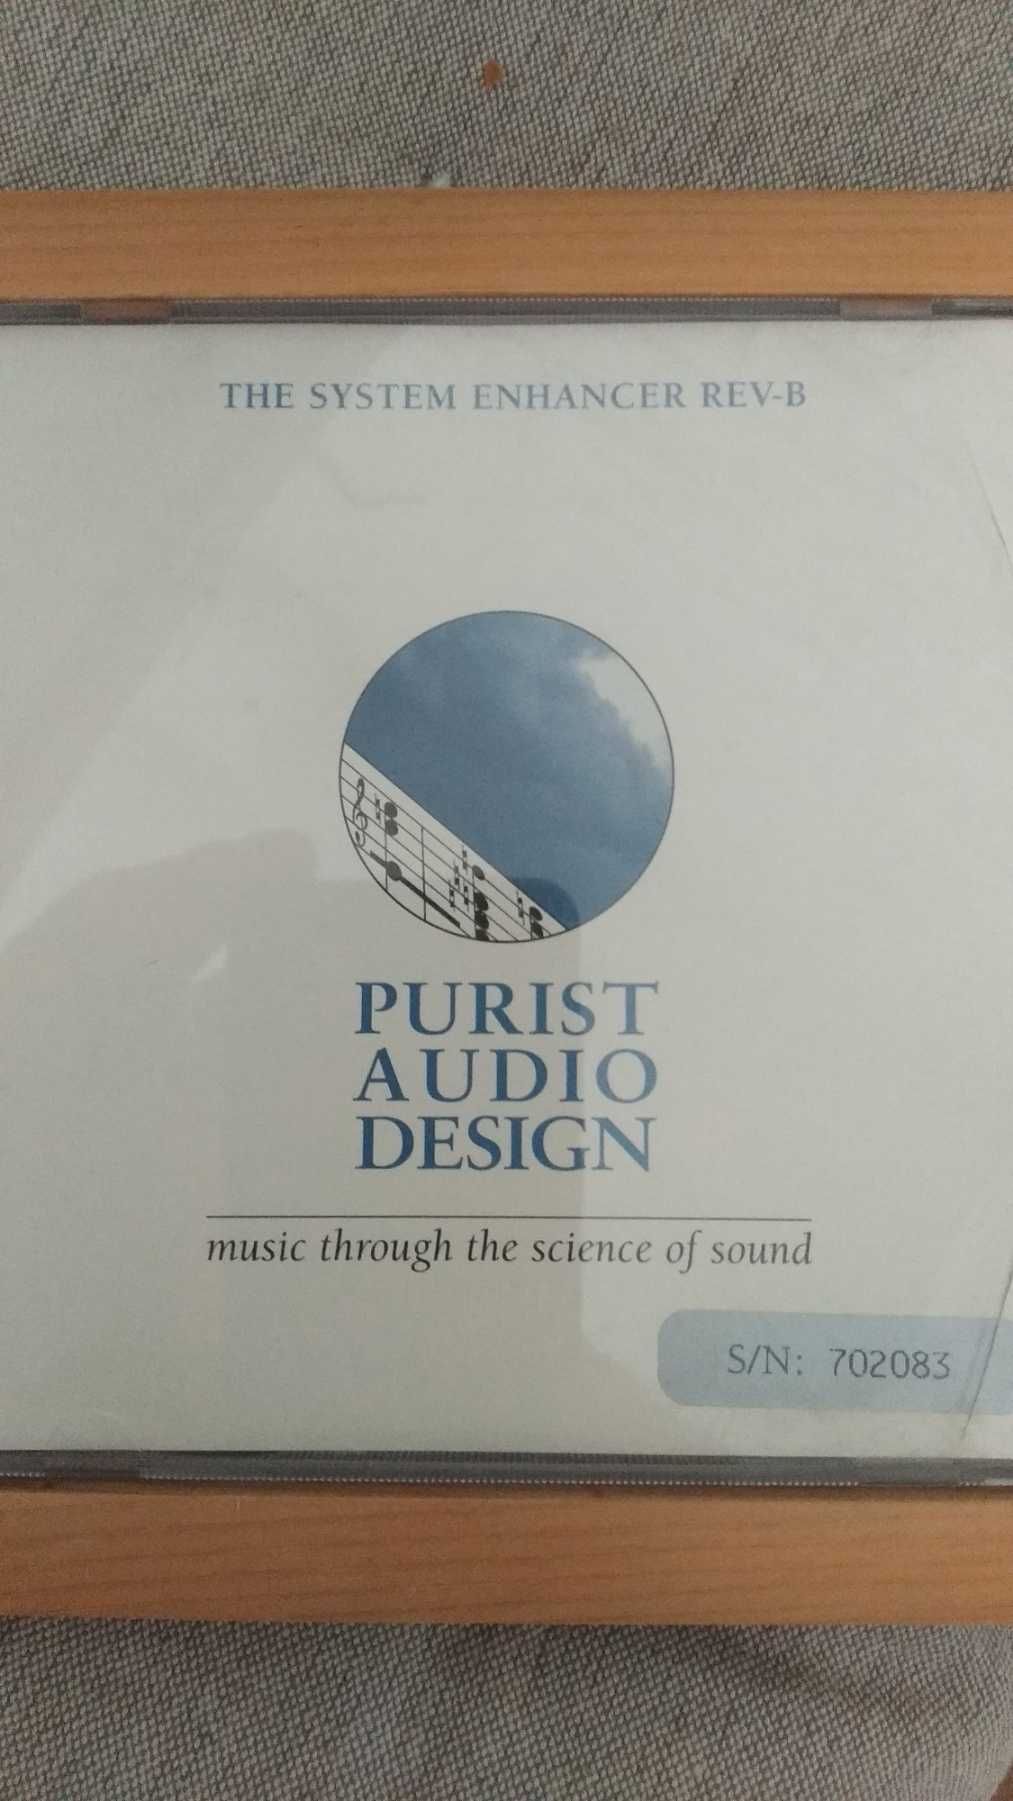 THE SYSTEM ENHANCER REV-B
PURIST
AUDIO
DESIGN
music through the science of sound
S/N: 702083